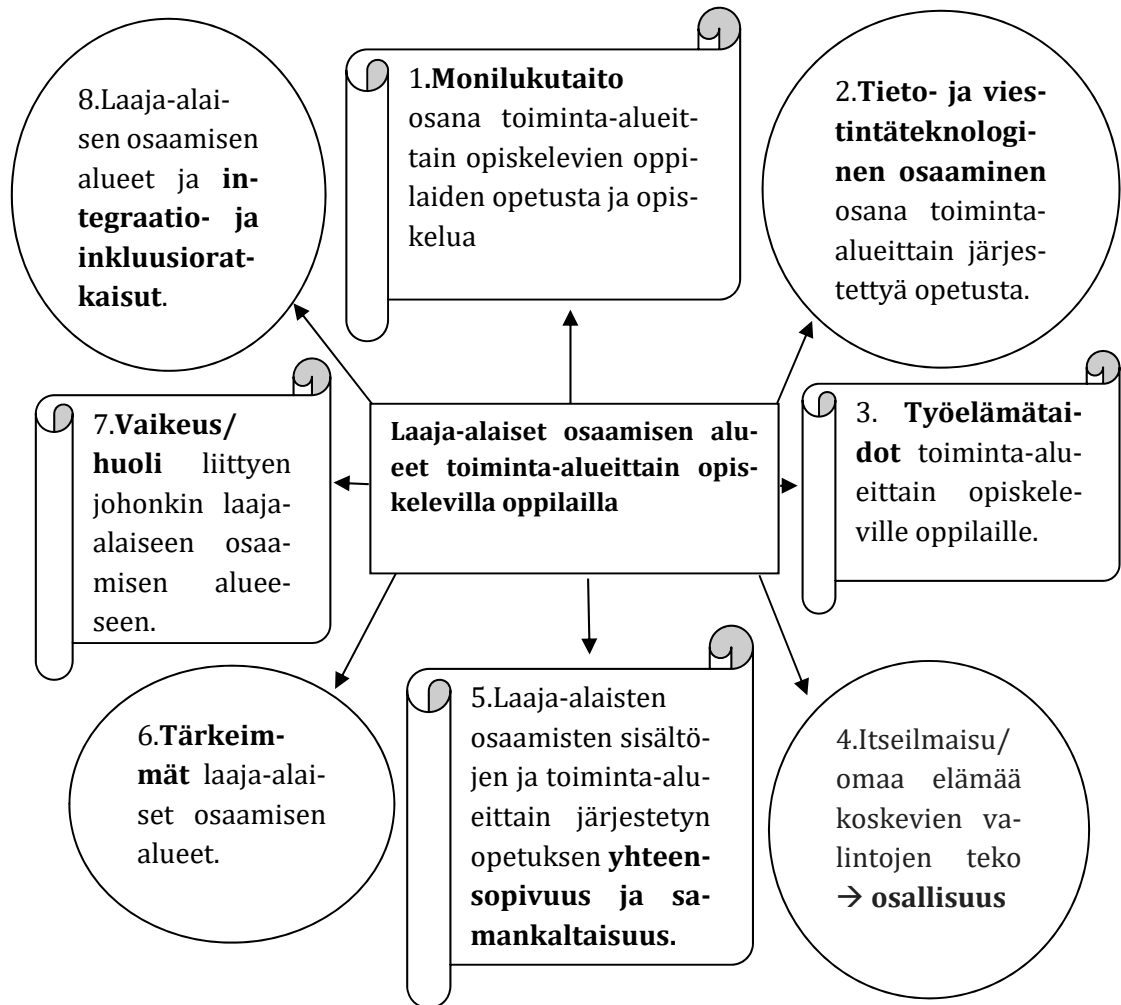 1.Monilukutaito
osana toiminta-alueit-
tain opiskelevien oppi-
laiden opetusta ja opis-
kelua
2.Tieto- ja vies-
tintäteknologi-
nen osaaminen
osana toiminta-
alueittain järjes-
tettyä opetusta.
8.Laaja-alai-
sen osaamisen
alueet ja in-
tegraatio- ja
inkluusiorat-
kaisut.
Laaja-alaiset osaamisen alu-
eet toiminta-alueittain opis-
kelevilla oppilailla
3. Työelämätai-
dot toiminta-alu-
eittain opiskele-
ville oppilaille.
7.Vaikeus/
huoli liittyen
johonkin laaja-
alaiseen osaa-
misen aluee-
seen.
6.Tärkeim-
mät laaja-alai-
set osaamisen
alueet.
5.Laaja-alaisten
osaamisten sisältö-
jen ja toiminta-alu-
eittain järjestetyn
opetuksen yhteen-
sopivuus ja sa-
mankaltaisuus.
4.Itseilmaisu/
omaa elämää
koskevien va-
lintojen teko
→ osallisuus